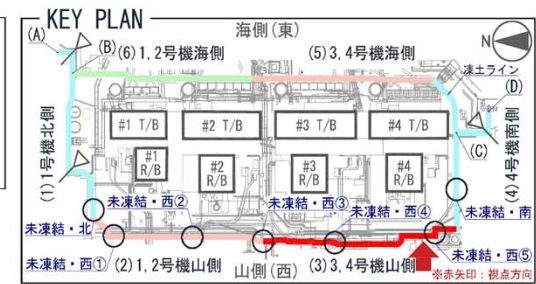 KEY PLAN
海側(東)
N
(A)
(B)
(6)1,2号機海側
(5)3,4号機海側
凍土ライン
(D)
#1 T/B
#2 T/B
#3 T/B
#4 T/B
(C)
(1)1号機北側
(4)4号機南側
#1
R/B
#2
R/B
#3
R/B
#4
R/B
未凍結・西②
未凍結・西③
未凍結・西④
未凍結・南
未凍結・北
未凍結・西①
未凍結・西⑤
(2)1,2号機山側
山側(西)
(3)3,4号機山側
※赤矢印:視点方向